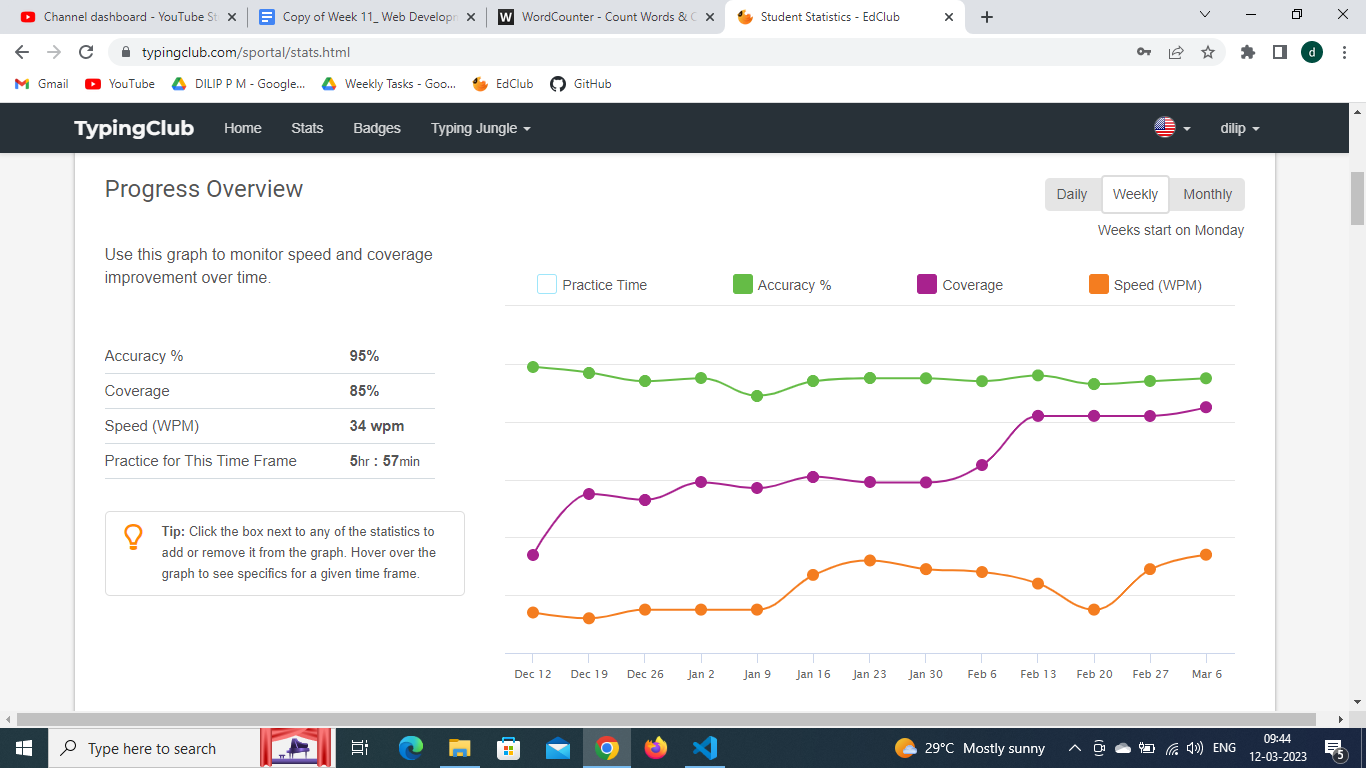 Channel dashboard - YouTube St
Copy of Week 11_ Web Developm
WordCounter - Count Words & C
Student Statistics - EdClub
typingclub.com/sportal/stats.html
d
Gmail
YouTube
DILIP P M - Google...
Weekly Tasks - Goo...
EdClub
GitHub
TypingClub
Home
Stats
Badges
Typing Jungle
dilip
Progress Overview
Daily
Weekly
Monthly
Weeks start on Monday
Use this graph to monitor speed and coverage
improvement over time.
Practice Time
Accuracy %
Coverage
Speed (WPM)
Accuracy % 95%
Coverage 85%
Speed (WPM) 34 wpm
Practice for This Time Frame 5hr : 57min
Tip: Click the box next to any of the statistics to
add or remove it from the graph. Hover over the
graph to see specifics for a given time frame.
Dec 12 Dec 19 Dec 26 Jan 2 Jan 9 Jan 16 Jan 23 Jan 30 Feb 6 Feb 13 Feb 20 Feb 27 Mar 6
Type here to search
29°C Mostly sunny
ENG
09:44
12-03-2023
5